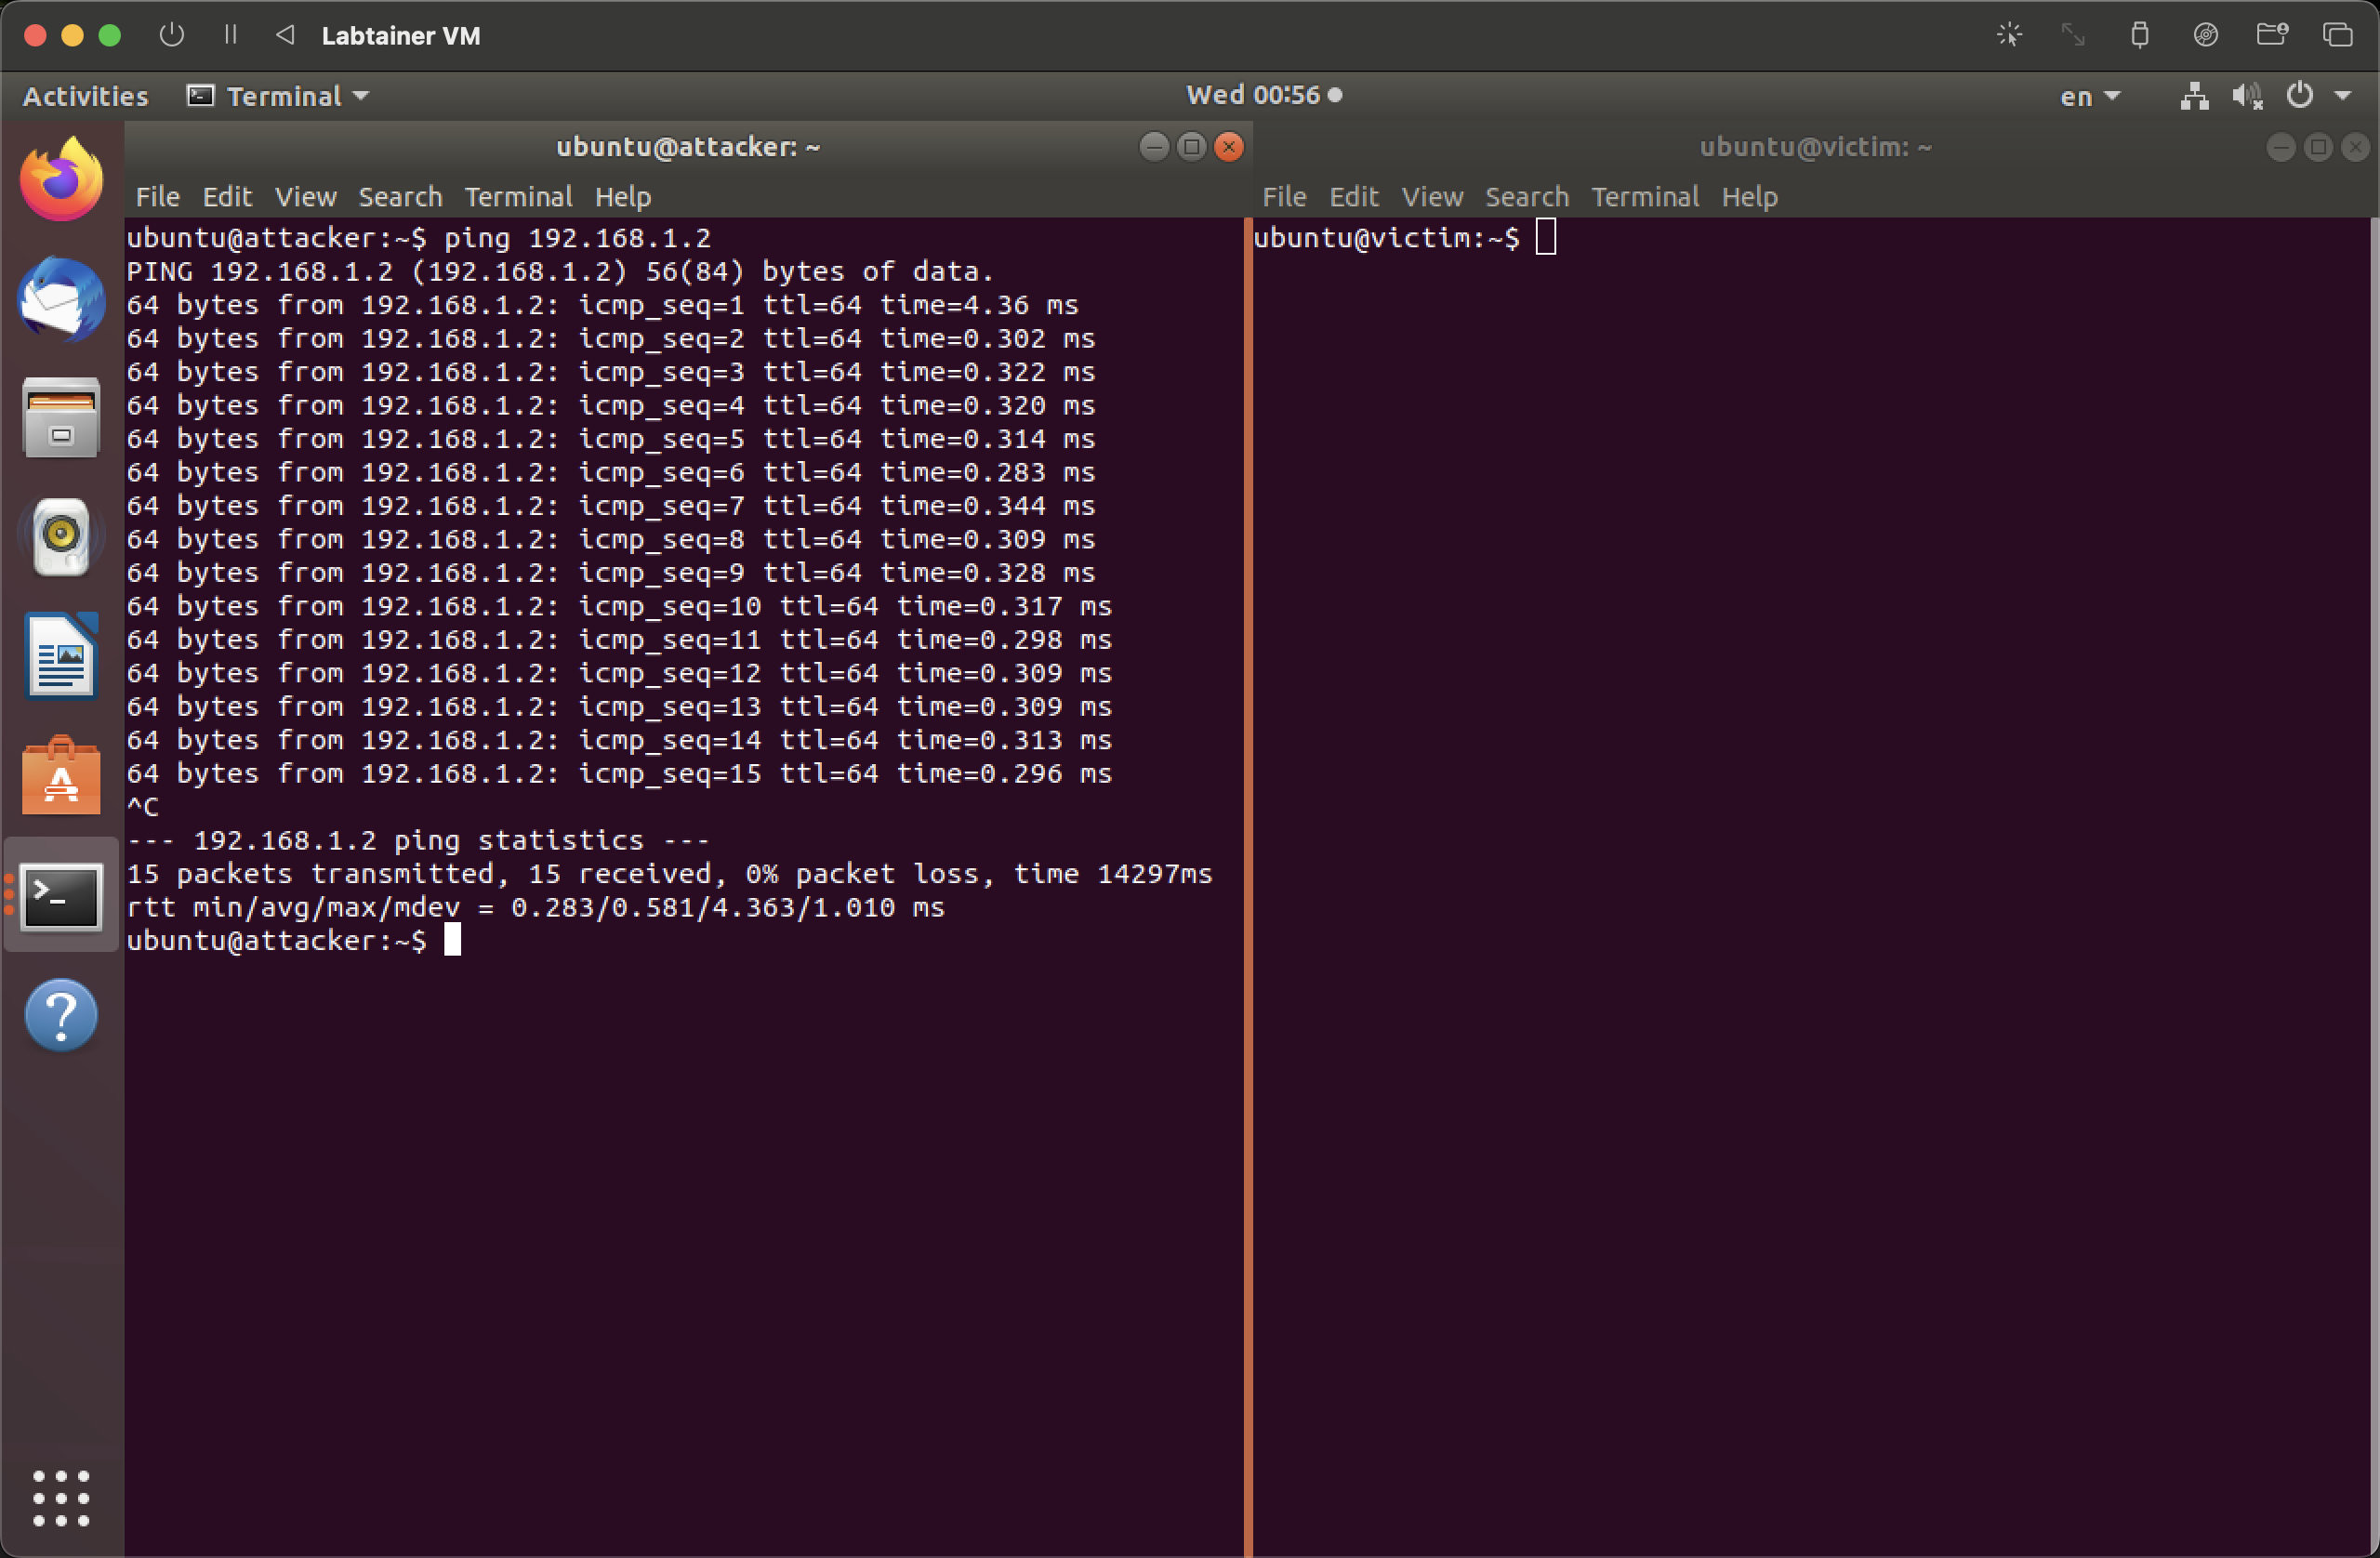 Labtainer VM
Activities Terminal Wed 00:56 en
ubuntu@attacker: ~
File Edit View Search Terminal Help
ubuntu@attacker:~$ ping 192.168.1.2
PING 192.168.1.2 (192.168.1.2) 56(84) bytes of data.
64 bytes from 192.168.1.2: icmp_seq=1 ttl=64 time=4.36 ms
64 bytes from 192.168.1.2: icmp_seq=2 ttl=64 time=0.302 ms
64 bytes from 192.168.1.2: icmp_seq=3 ttl=64 time=0.322 ms
64 bytes from 192.168.1.2: icmp_seq=4 ttl=64 time=0.320 ms
64 bytes from 192.168.1.2: icmp_seq=5 ttl=64 time=0.314 ms
64 bytes from 192.168.1.2: icmp_seq=6 ttl=64 time=0.283 ms
64 bytes from 192.168.1.2: icmp_seq=7 ttl=64 time=0.344 ms
64 bytes from 192.168.1.2: icmp_seq=8 ttl=64 time=0.309 ms
64 bytes from 192.168.1.2: icmp_seq=9 ttl=64 time=0.328 ms
64 bytes from 192.168.1.2: icmp_seq=10 ttl=64 time=0.317 ms
64 bytes from 192.168.1.2: icmp_seq=11 ttl=64 time=0.298 ms
64 bytes from 192.168.1.2: icmp_seq=12 ttl=64 time=0.309 ms
64 bytes from 192.168.1.2: icmp_seq=13 ttl=64 time=0.309 ms
64 bytes from 192.168.1.2: icmp_seq=14 ttl=64 time=0.313 ms
64 bytes from 192.168.1.2: icmp_seq=15 ttl=64 time=0.296 ms
^C
--- 192.168.1.2 ping statistics ---
15 packets transmitted, 15 received, 0% packet loss, time 14297ms
rtt min/avg/max/mdev = 0.283/0.581/4.363/1.010 ms
ubuntu@attacker:~$
ubuntu@victim: ~
File Edit View Search Terminal Help
ubuntu@victim:~$